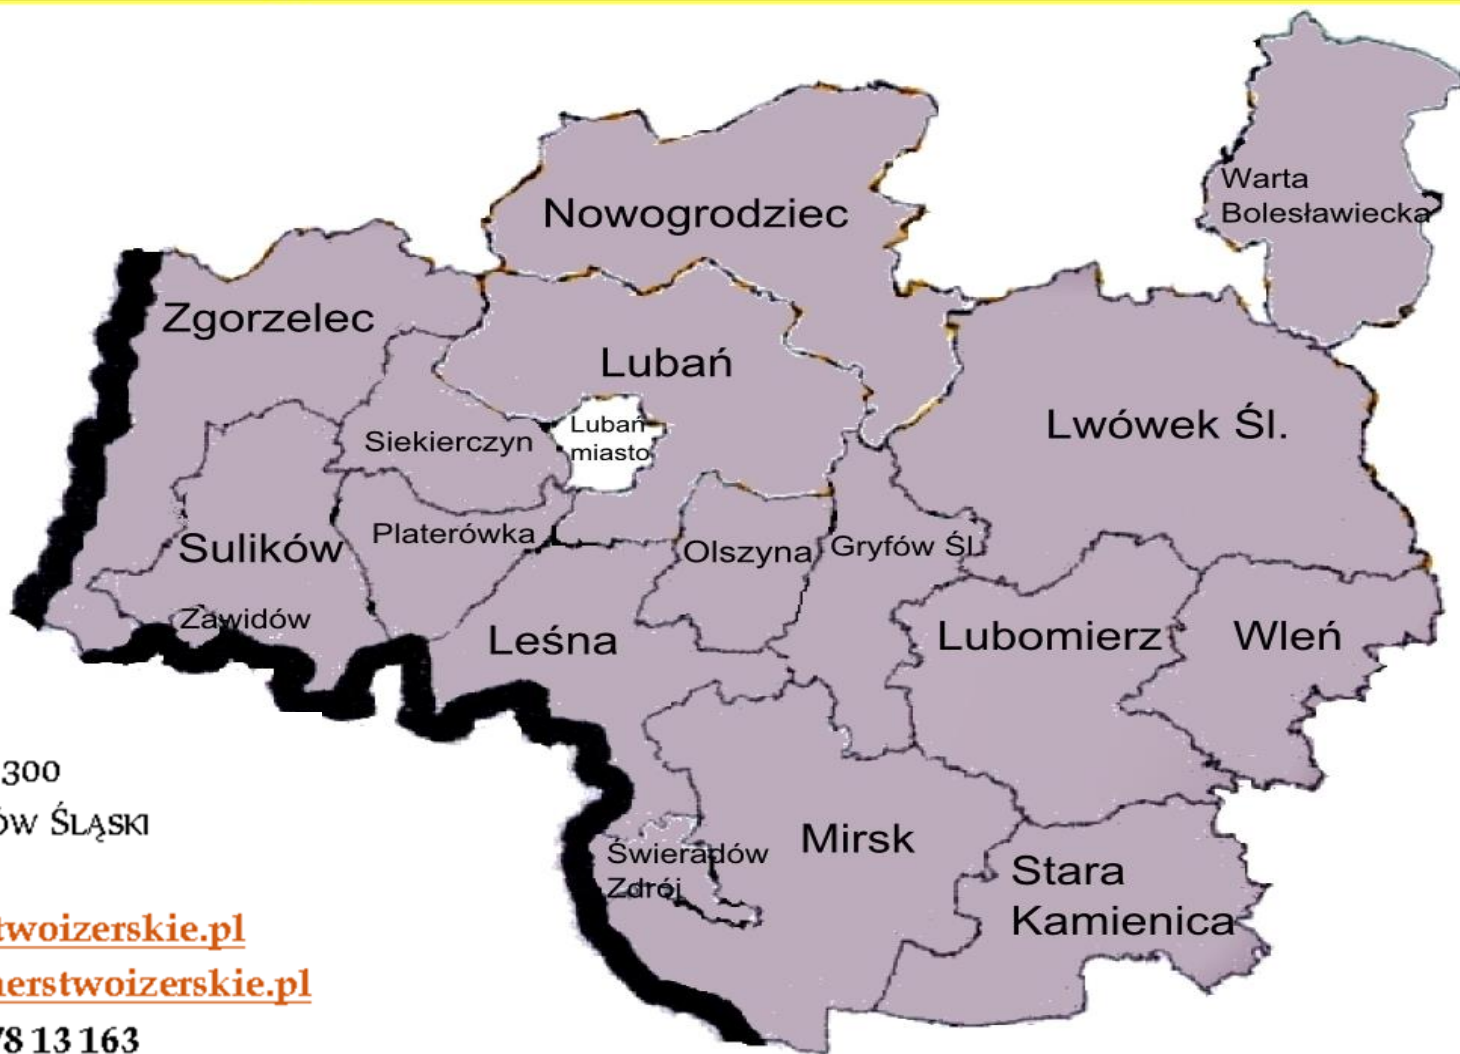 Warta
Bolesławiecka
Nowogrodziec
Zgorzelec
Lubań
Lubań
miasto
Lwówek Śl.
Siekierczyn
Platerówka
Sulików
Olszyna
Gryfów Śl
Zawidów
Leśna
Lubomierz
Wleń
Mirsk
Świeradów
Zdrój
Stara
Kamienica
300
ów Śląski
twoizerskie.pl
nerstwoizerskie.pl
78 13 163